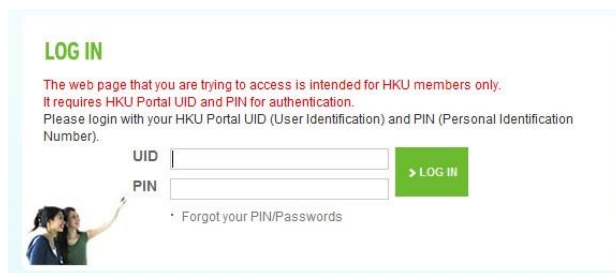 LOG IN
The web page that you are trying to access is intended for HKU members only.
It requires HKU Portal UID and PIN for authentication.
Please login with your HKU Portal UID (User Identification) and PIN (Personal Identification
Number).
UID
> LOG IN
PIN
· Forgot your PIN/Passwords